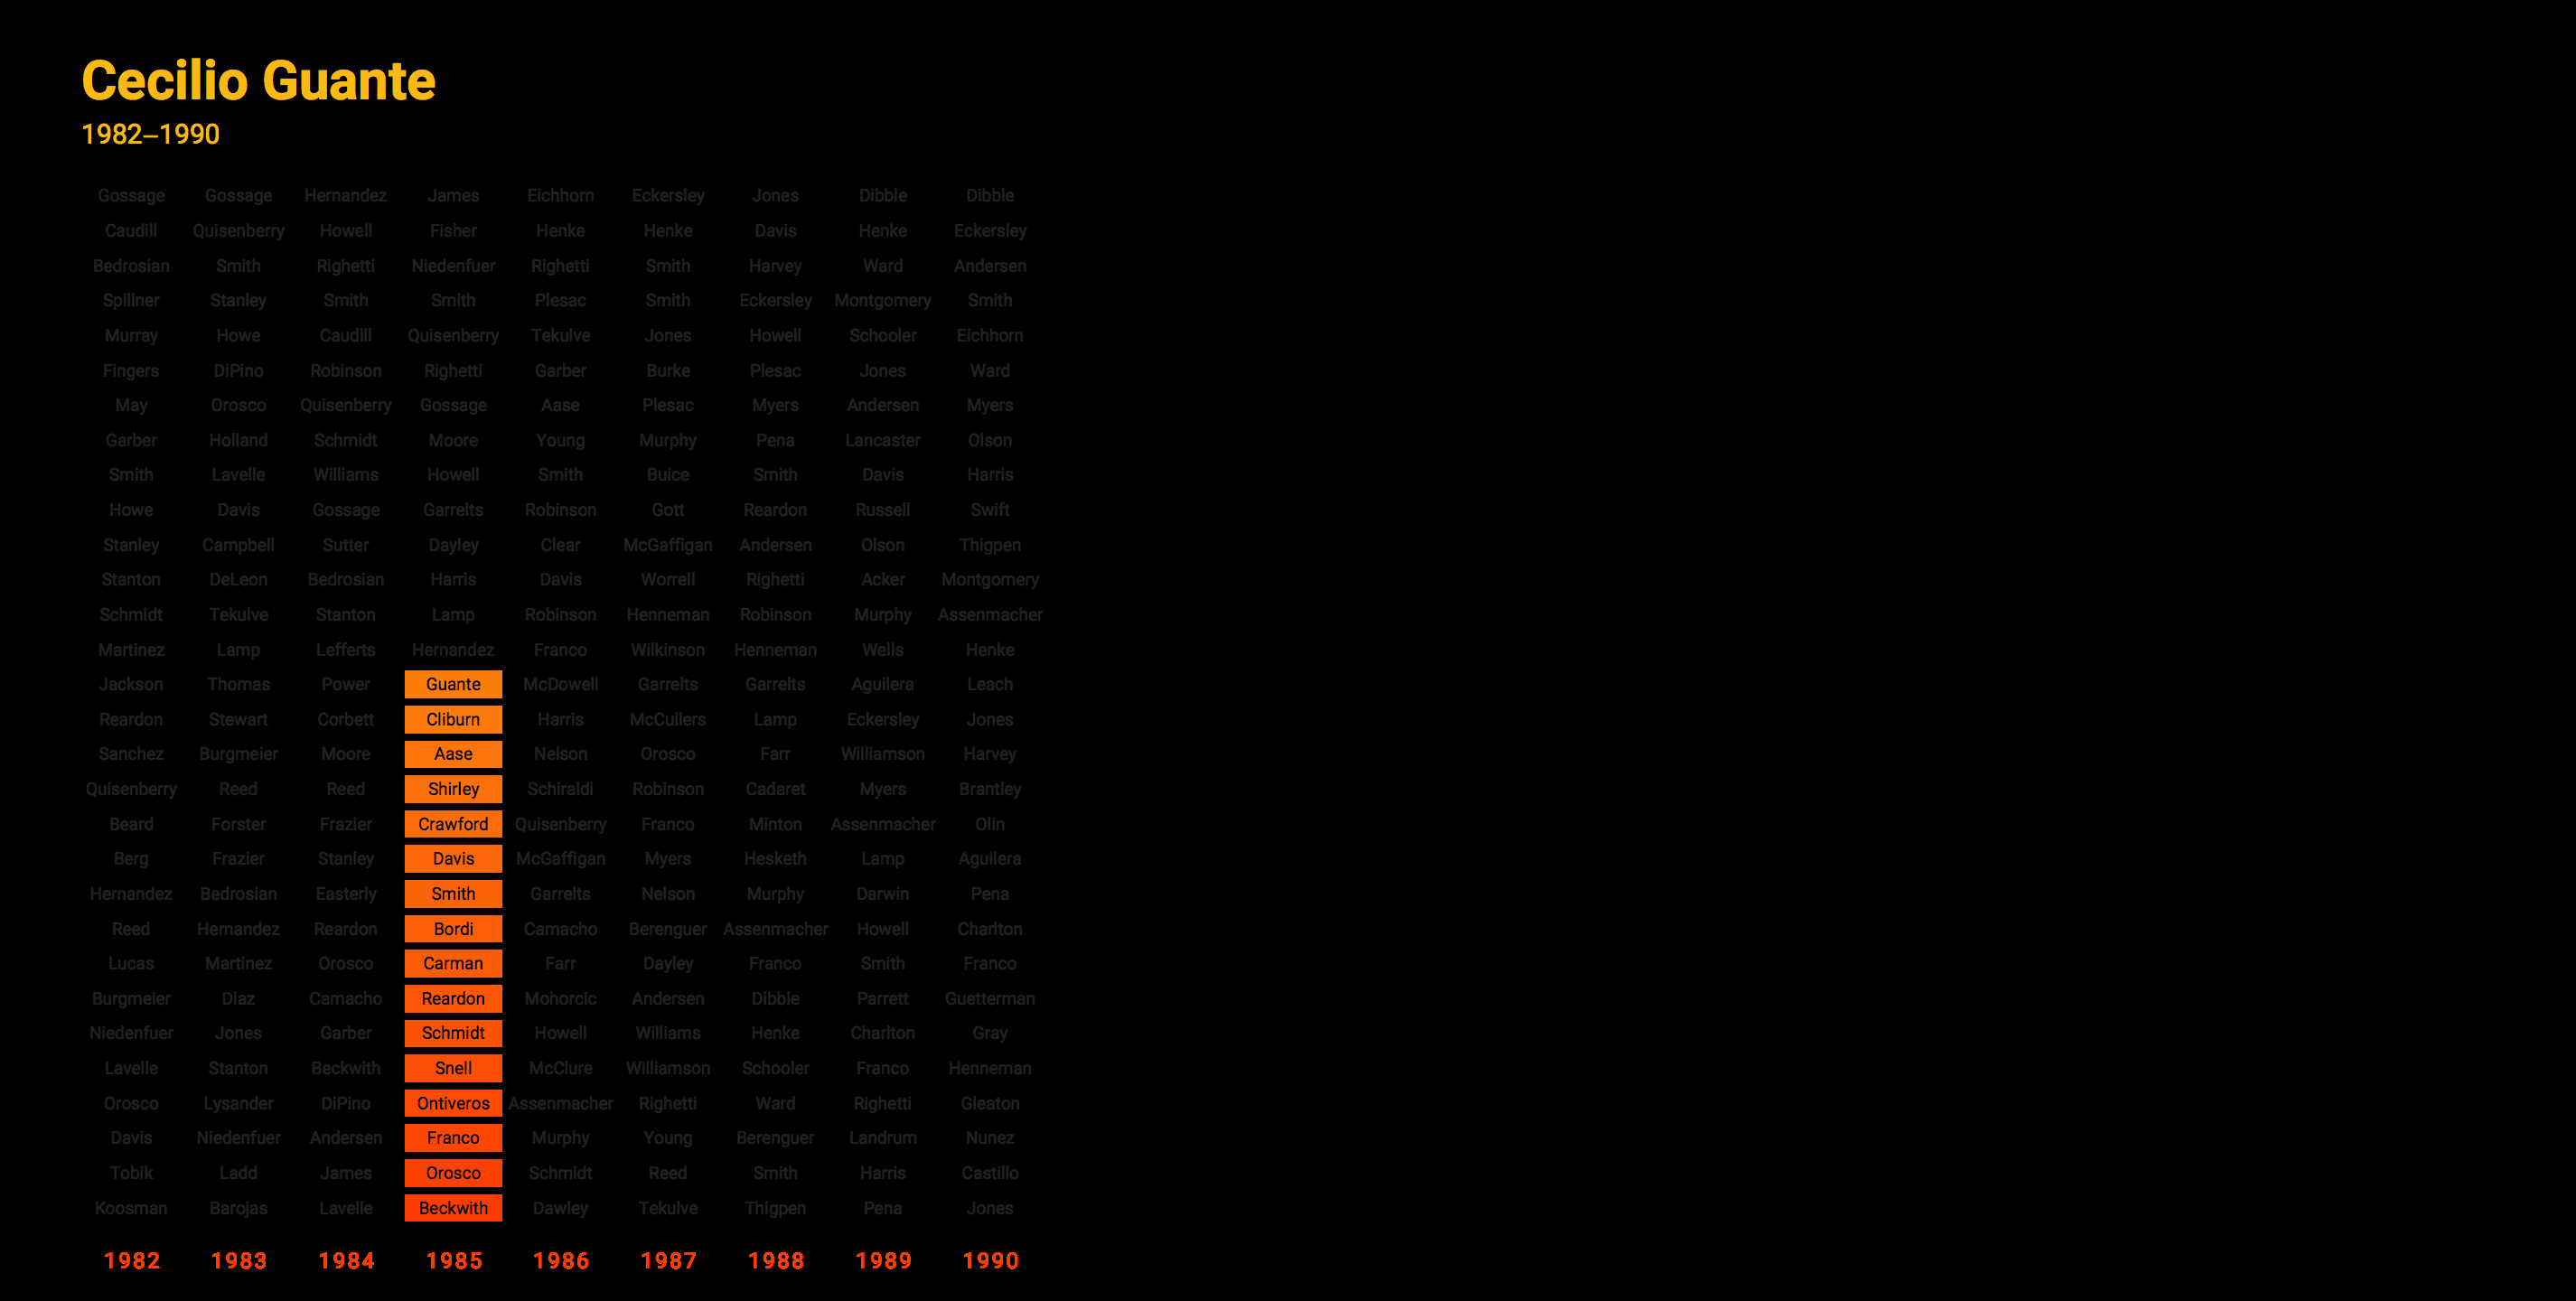 Cecilio Guante
1982–1990
Gossage Gossage Hernandez James Eichhorn Eckersley Jones Dibble Dibble
Caudill Quisenberry Howell Fisher Henke Henke Davis Henke Eckersley
Bedrosian Smith Righetti Niedenfuer Righetti Smith Harvey Ward Andersen
Spillner Stanley Smith Smith Plesac Smith Eckersley Montgomery Smith
Murray Howe Caudill Quisenberry Tekulve Jones Howell Schooler Eichhorn
Fingers DiPino Robinson Righetti Garber Burke Plesac Jones Ward
May Orosco Quisenberry Gossage Aase Plesac Myers Andersen Myers
Garber Holland Schmidt Moore Young Murphy Pena Lancaster Olson
Smith Lavelle Williams Howell Smith Buice Smith Davis Harris
Howe Davis Gossage Garrelts Robinson Gott Reardon Russell Swift
Stanley Campbell Sutter Dayley Clear McGaffigan Andersen Olson Thigpen
Stanton DeLeon Bedrosian Harris Davis Worrell Righetti Acker Montgomery
Schmidt Tekulve Stanton Lamp Robinson Henneman Robinson Murphy Assenmacher
Martinez Lamp Lefferts Hernandez Franco Wilkinson Henneman Wells Henke
Jackson Thomas Power Guante McDowell Garrelts Garrelts Aguilera Leach
Reardon Stewart Corbett Cliburn Harris McCullers Lamp Eckersley Jones
Sanchez Burgmeier Moore Aase Nelson Orosco Farr Williamson Harvey
Quisenberry Reed Reed Shirley Schiraldi Robinson Cadaret Myers Brantley
Beard Forster Frazier Crawford Quisenberry Franco Minton Assenmacher Olin
Berg Frazier Stanley Davis McGaffigan Myers Hesketh Lamp Aguilera
Hernandez Bedrosian Easterly Smith Garrelts Nelson Murphy Darwin Pena
Reed Hernandez Reardon Bordi Camacho Berenguer Assenmacher Howell Charlton
Lucas Martinez Orosco Carman Farr Dayley Franco Smith Franco
Burgmeier Diaz Camacho Reardon Mohorcic Andersen Dibble Parrett Guetterman
Niedenfuer Jones Garber Schmidt Howell Williams Henke Charlton Gray
Lavelle Stanton Beckwith Snell McClure Williamson Schooler Franco Henneman
Orosco Lysander DiPino Ontiveros Assenmacher Righetti Ward Righetti Gleaton
Davis Niedenfuer Andersen Franco Murphy Young Berenguer Landrum Nunez
Tobik Ladd James Orosco Schmidt Reed Smith Harris Castillo
Koosman Barojas Lavelle Beckwith Dawley Tekulve Thigpen Pena Jones
1982 1983 1984 1985 1986 1987 1988 1989 1990